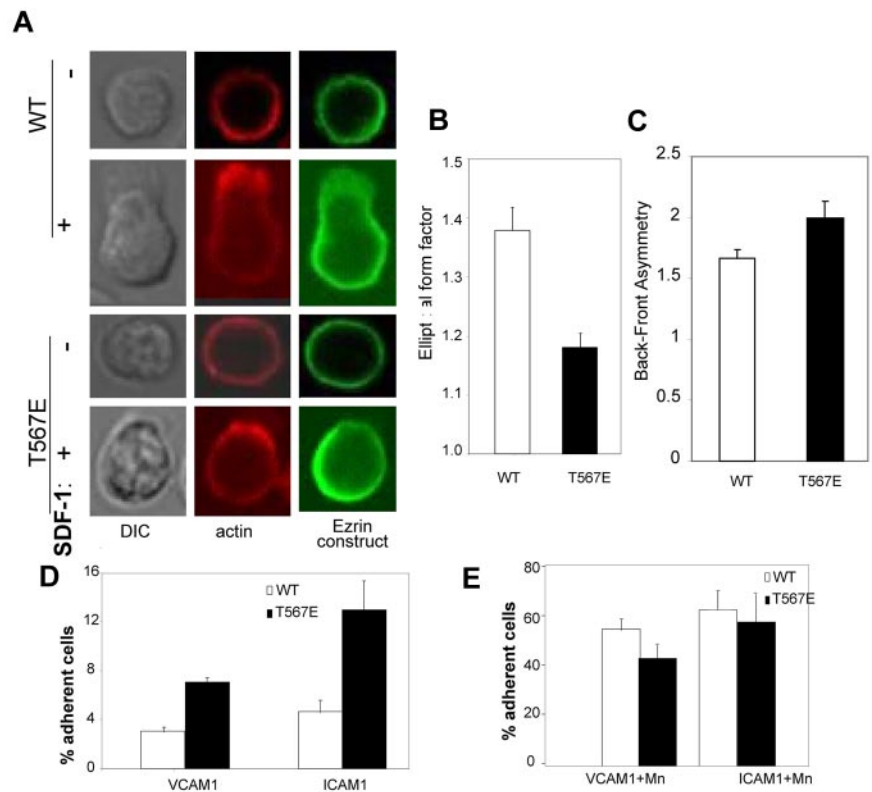 A
WT
-
+
T567E
-
+
SDF-1:
DIC
actin
Ezrin
construct
B
1.5
1.4
1.3
1.2
1.1
1.0
al form factor
WT
T567E
C
2.5
2
1.5
1
0.5
0
Back-Front Asymmetry
WT
T567E
D
16
12
8
4
0
% adherent cells
WT
T567E
VCAM1
ICAM1
E
80
60
40
20
0
% adherent cells
WT
T567E
VCAM1+Mn
ICAM1+Mn